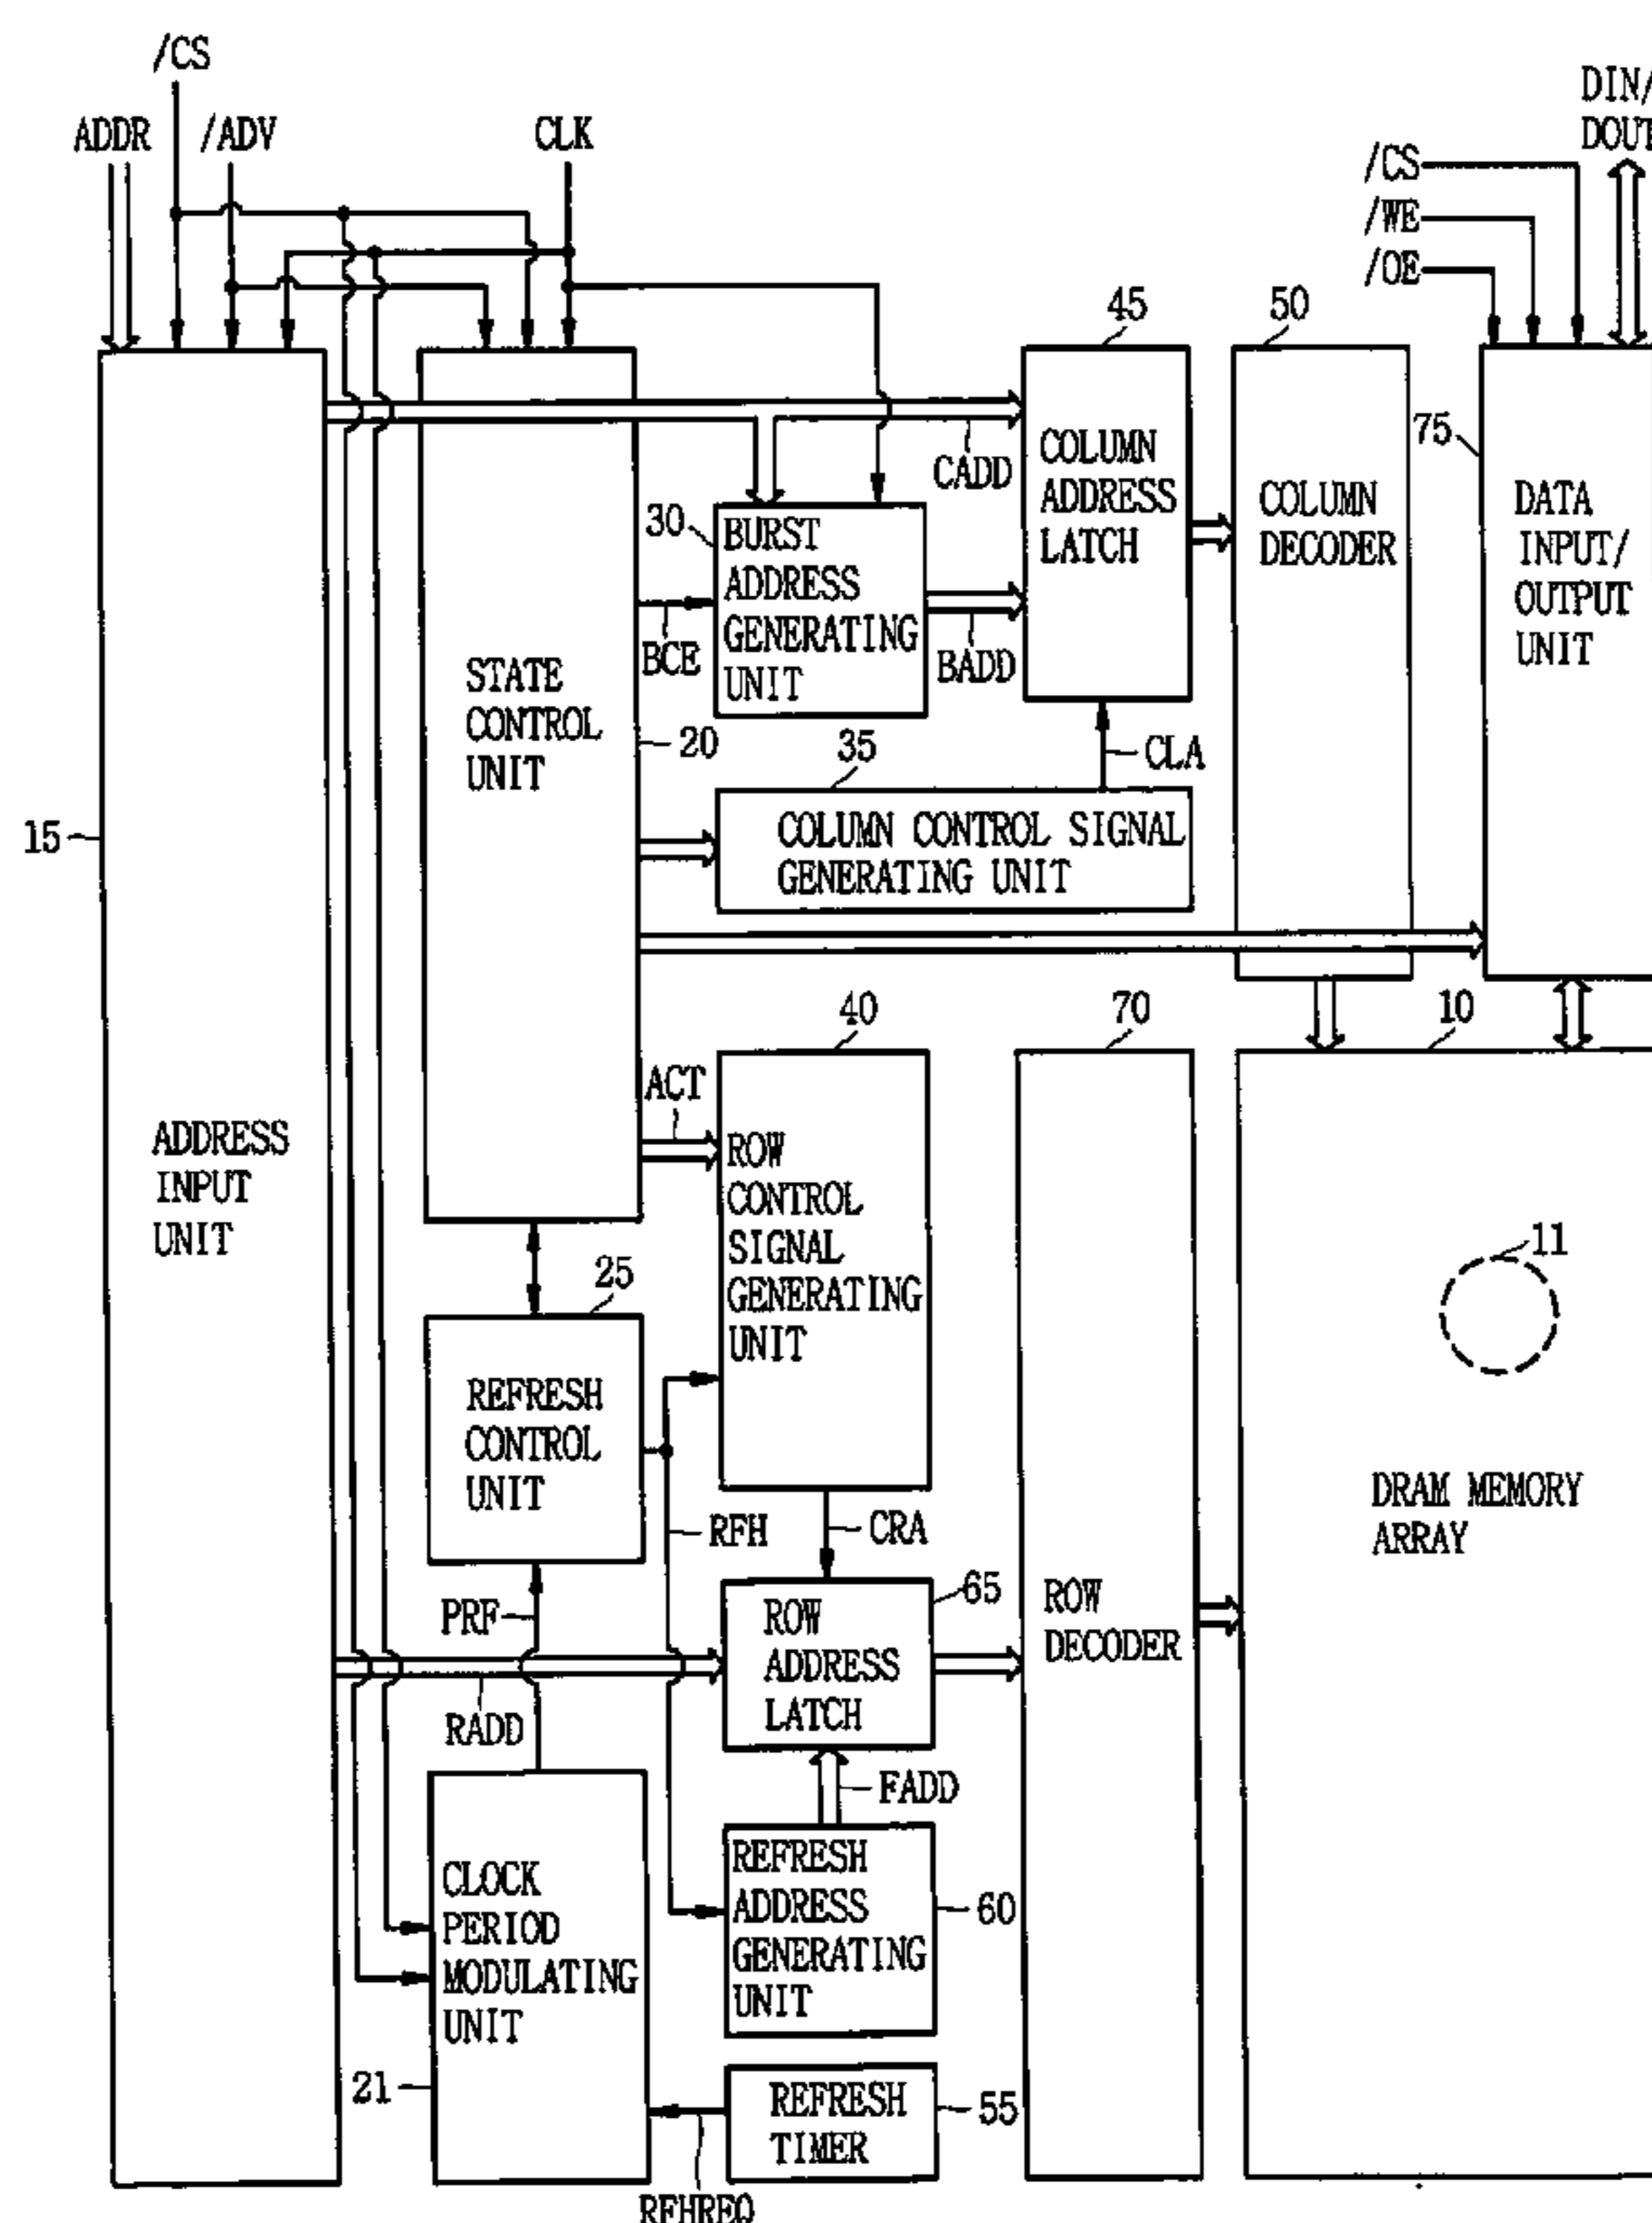 /CS
ADDR
/ADV
CLK
DIN/
DOUT
/CS
/WE
/OE
45
50
75
COLUMN
ADDRESS
LATCH
CADD
COLUMN
DECODER
DATA
INPUT/
OUTPUT
UNIT
30
BURST
ADDRESS
GENERATING
UNIT
BCE
BADD
STATE
CONTROL
UNIT
20
35
CLA
15
COLUMN CONTROL SIGNAL
GENERATING UNIT
40
70
10
ACT
ADDRESS
INPUT
UNIT
ROW
CONTROL
SIGNAL
GENERATING
UNIT
11
25
REFRESH
CONTROL
UNIT
DRAM MEMORY
ARRAY
RFH
CRA
65
PRF
ROW
ADDRESS
LATCH
ROW
DECODER
RADD
FADD
CLOCK
PERIOD
MODULATING
UNIT
REFRESH
ADDRESS
GENERATING
UNIT
60
21
REFRESH
TIMER
55
RFHREQ